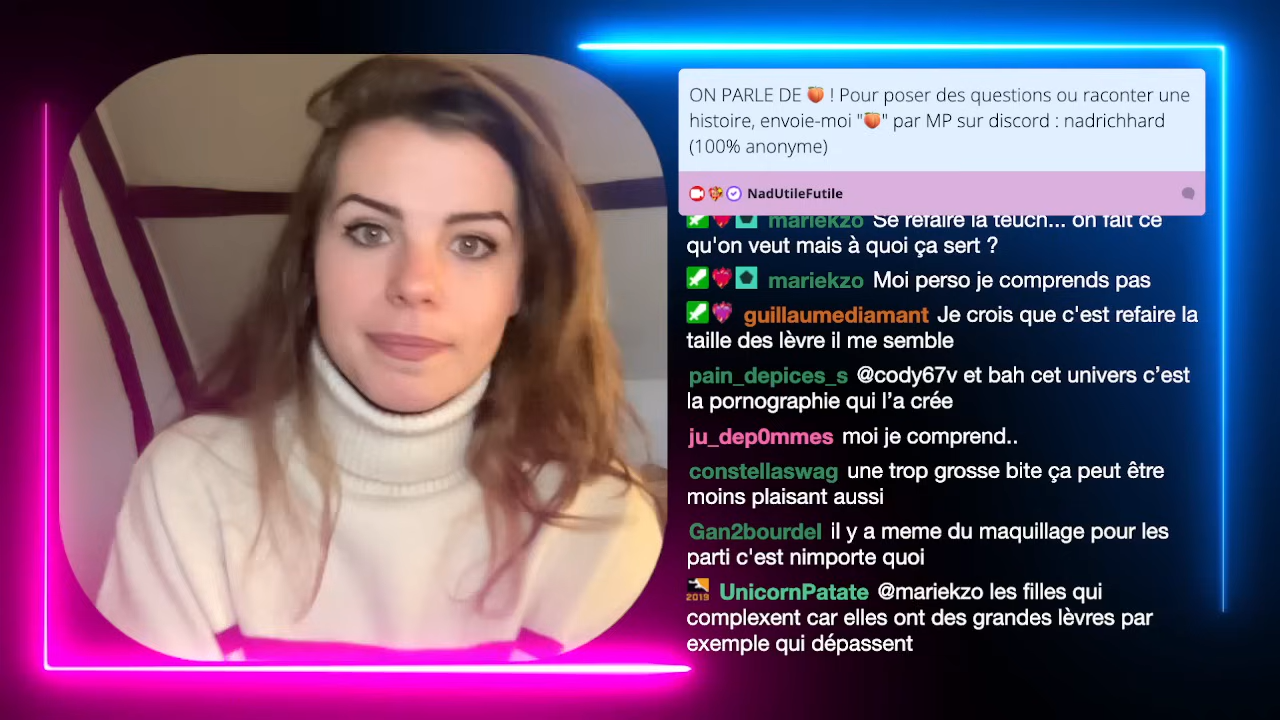 ON PARLE DE 🍑 ! Pour poser des questions ou raconter une
histoire, envoie-moi "🍑" par MP sur discord : nadrichhard
(100% anonyme)
NadUtileFutile
mariekzo Se refaire la teuch... on fait ce
qu'on veut mais à quoi ça sert ?
mariekzo Moi perso je comprends pas
guillaumediamant Je crois que c'est refaire la
taille des lèvre il me semble
pain_depices_s @cody67v et bah cet univers c’est
la pornographie qui l’a crée
ju_dep0mmes moi je comprend..
constellaswag une trop grosse bite ça peut être
moins plaisant aussi
Gan2bourdel il y a meme du maquillage pour les
parti c'est nimporte quoi
2019 UnicornPatate @mariekzo les filles qui
complexent car elles ont des grandes lèvres par
exemple qui dépassent